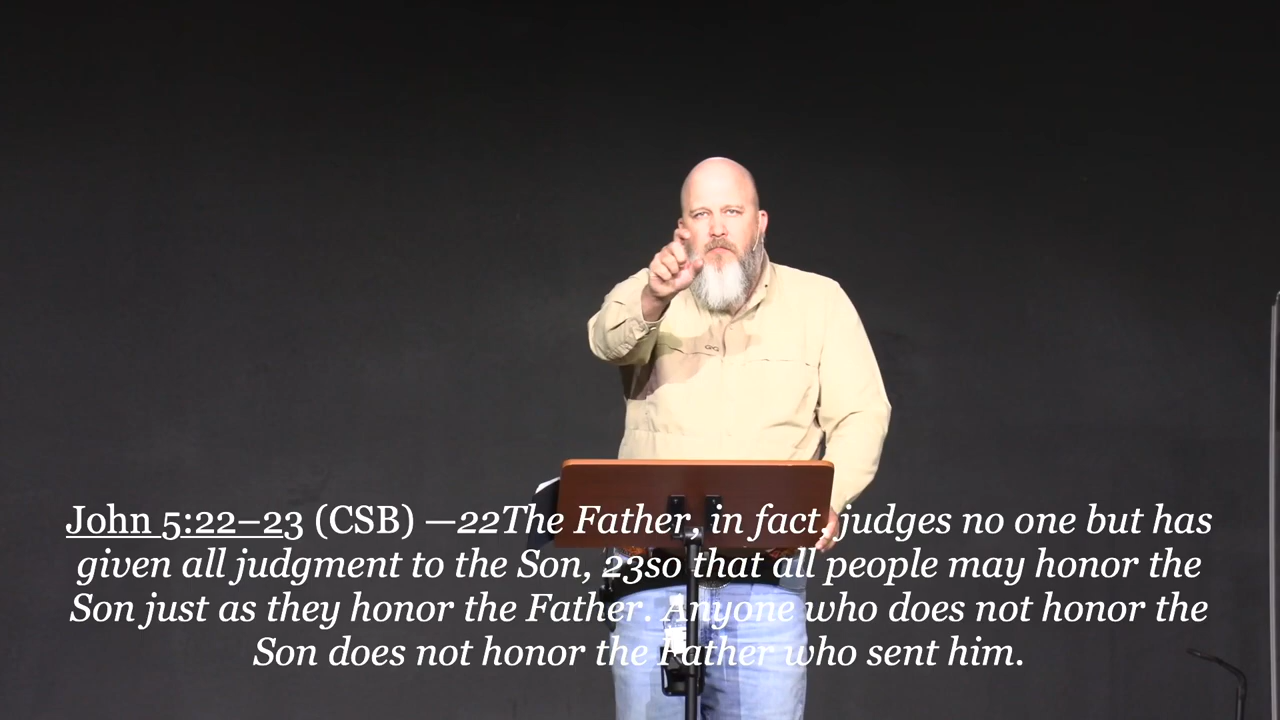 John 5:22–23 (CSB) —22The Father, in fact, judges no one but has
given all judgment to the Son, 23so that all people may honor the
Son just as they honor the Father. Anyone who does not honor the
Son does not honor the Father who sent him.